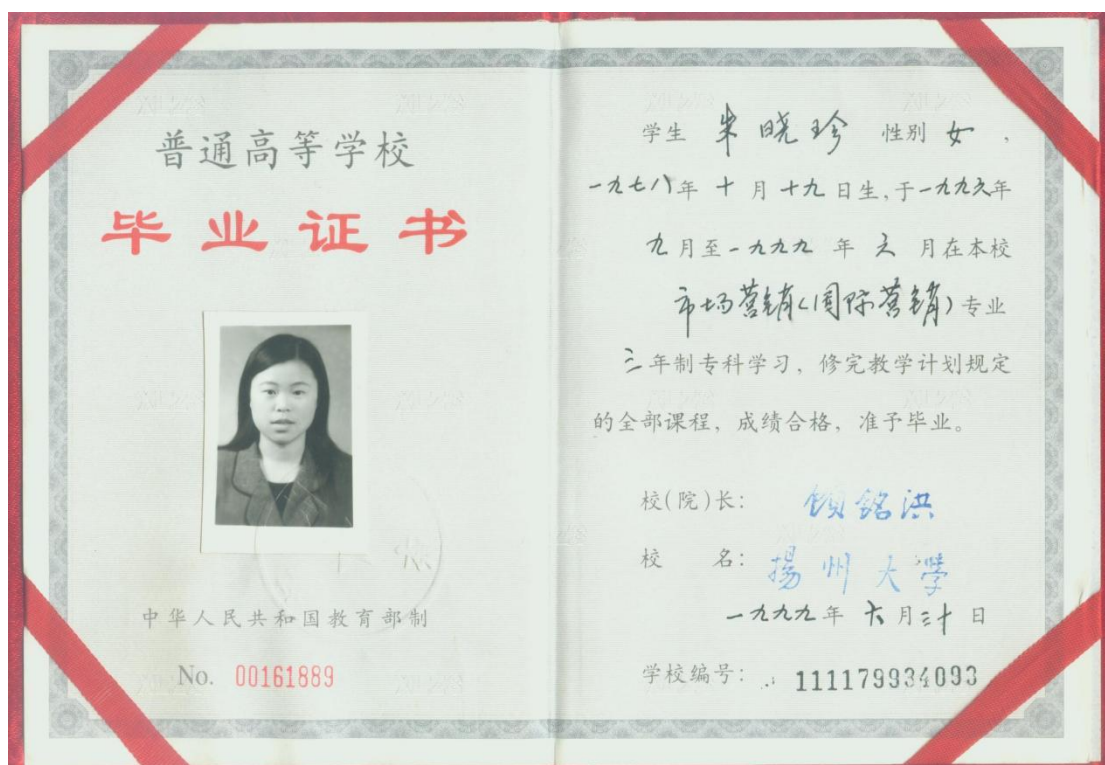 普通高等学校
毕业证书
中华人民共和国教育部制
No. 00161889
学生 朱晓珍 性别 女，
一九七八年 十 月 十九 日生,于一九九六年
九月至一九九九 年 六 月在本校
市场营销(国际营销)专业
三年制专科学习，修完教学计划规定
的全部课程，成绩合格，准予毕业。
校(院)长： 顾铭洪
校 名： 揚州大学
一九九九年 六月三十日
学校编号： 111179934093